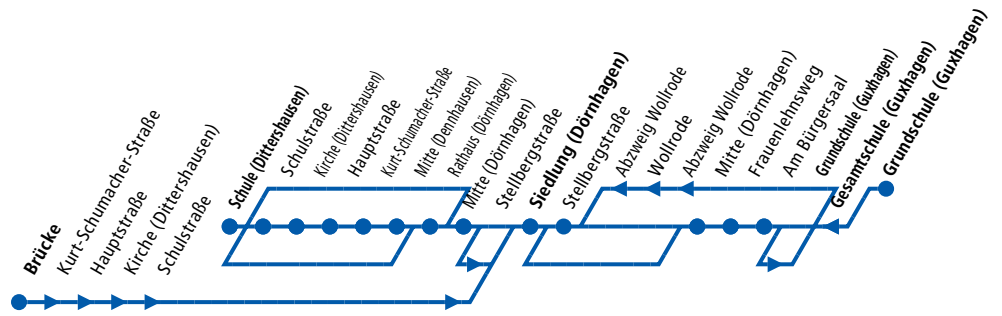 Brücke
Kurt-Schumacher-Straße
Hauptstraße
Kirche (Dittershausen)
Schulstraße
Schule (Dittershausen)
Schulstraße
Kirche (Dittershausen)
Hauptstraße
Kurt-Schumacher-Straße
Mitte (Dennhausen)
Rathaus (Dörnhagen)
Mitte (Dörnhagen)
Stellbergstraße
Siedlung (Dörnhagen)
Stellbergstraße
Abzweig Wollrode
Wollrode
Abzweig Wollrode
Mitte (Dörnhagen)
Frauenlehnsweg
Am Bürgersaal
Grundschule (Guxhagen)
Gesamtschule (Guxhagen)
Grundschule (Guxhagen)